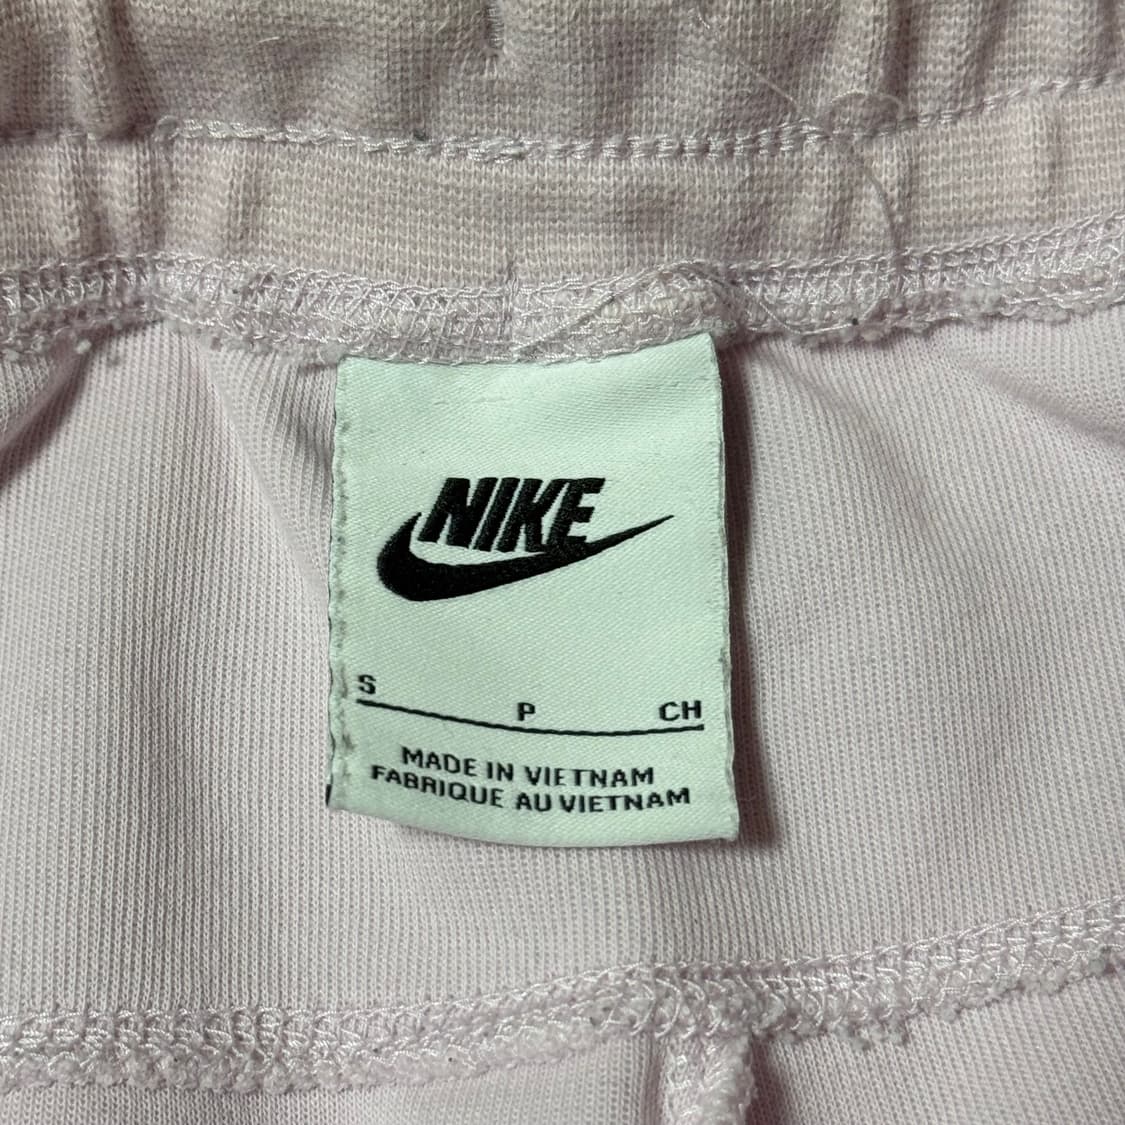 NIKE
S P CH
MADE IN VIETNAM
FABRIQUE AU VIETNAM